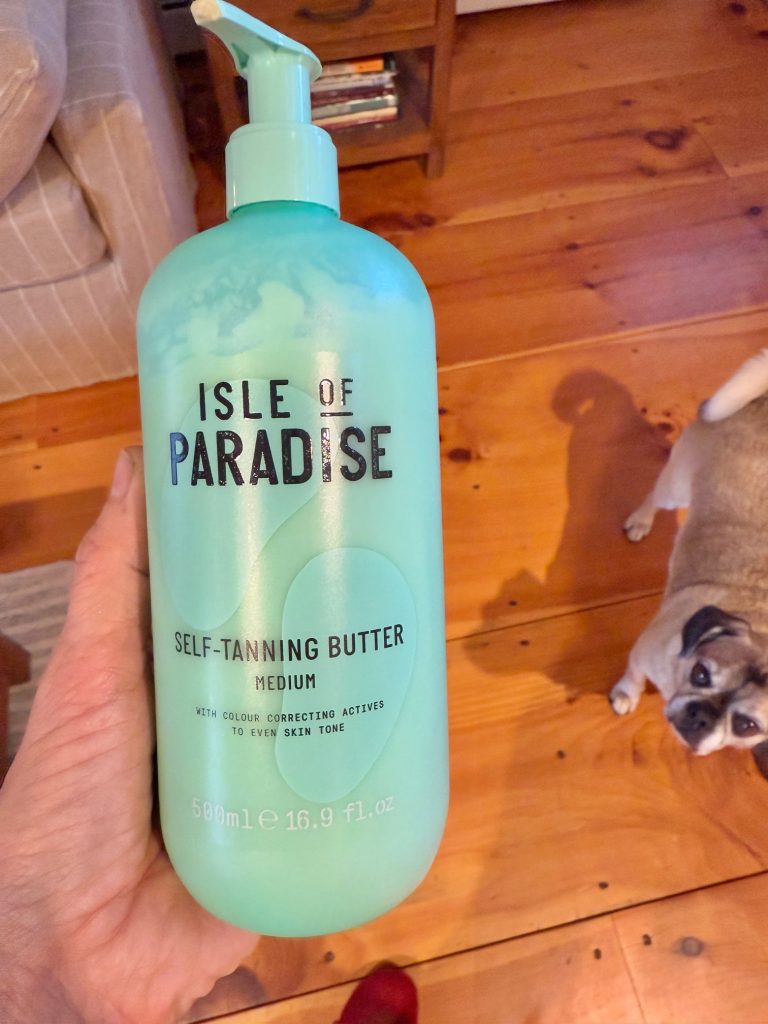 ISLE OF
PARADISE
SELF-TANNING BUTTER
MEDIUM
WITH COLOUR CORRECTING ACTIVES
TO EVEN SKIN TONE
500ml ℮ 16.9 fl.oz